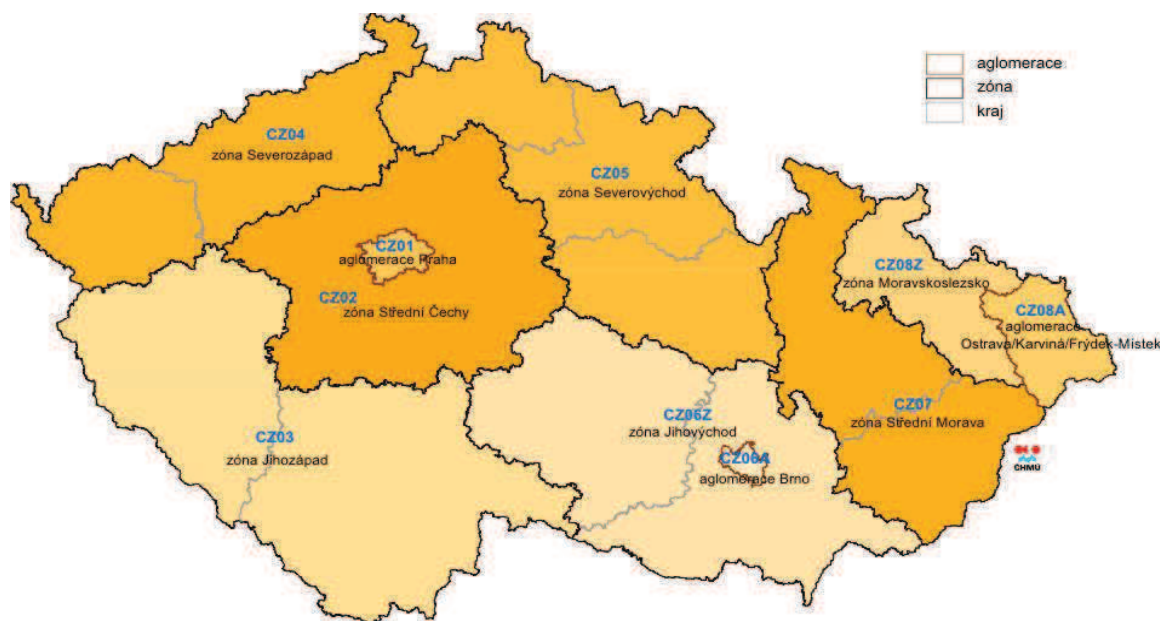 aglomerace
zóna
kraj
CZ04
zóna Severozápad
CZ05
zóna Severovýchod
CZ01
aglomerace Praha
CZ02
zóna Střední Čechy
CZ08Z
zóna Moravskoslezsko
CZ08A
aglomerace
Ostrava/Karviná/Frýdek-Místek
CZ03
zóna Jihozápad
CZ06Z
zóna Jihovýchod
CZ06A
aglomerace Brno
CZ07
zóna Střední Morava
CHMÚ